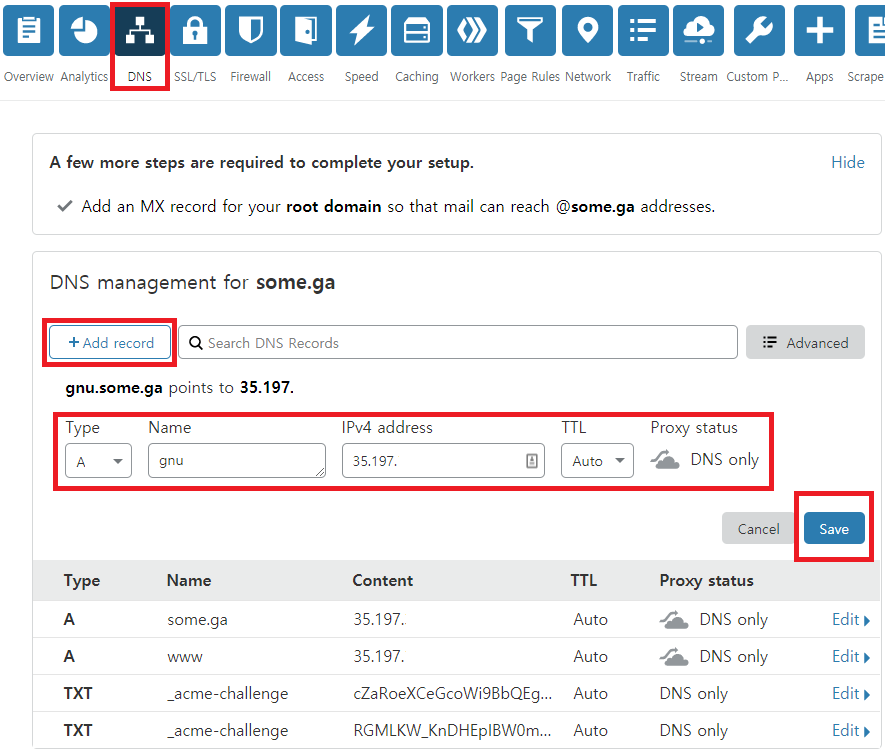 Overview Analytics DNS SSL/TLS Firewall Access Speed Caching Workers Page Rules Network Traffic Stream Custom P... Apps Scrape
A few more steps are required to complete your setup. Hide
Add an MX record for your root domain so that mail can reach @some.ga addresses.
DNS management for some.ga
+ Add record Search DNS Records Advanced
gnu.some.ga points to 35.197.
Type Name IPv4 address TTL Proxy status
A gnu 35.197. Auto DNS only
Cancel Save
Type Name Content TTL Proxy status
A some.ga 35.197. Auto DNS only Edit
A www 35.197. Auto DNS only Edit
TXT _acme-challenge cZaRoeXCeGcoWi9BbQEg... Auto DNS only Edit
TXT _acme-challenge RGMLKW_KnDHEpIBW0m... Auto DNS only Edit